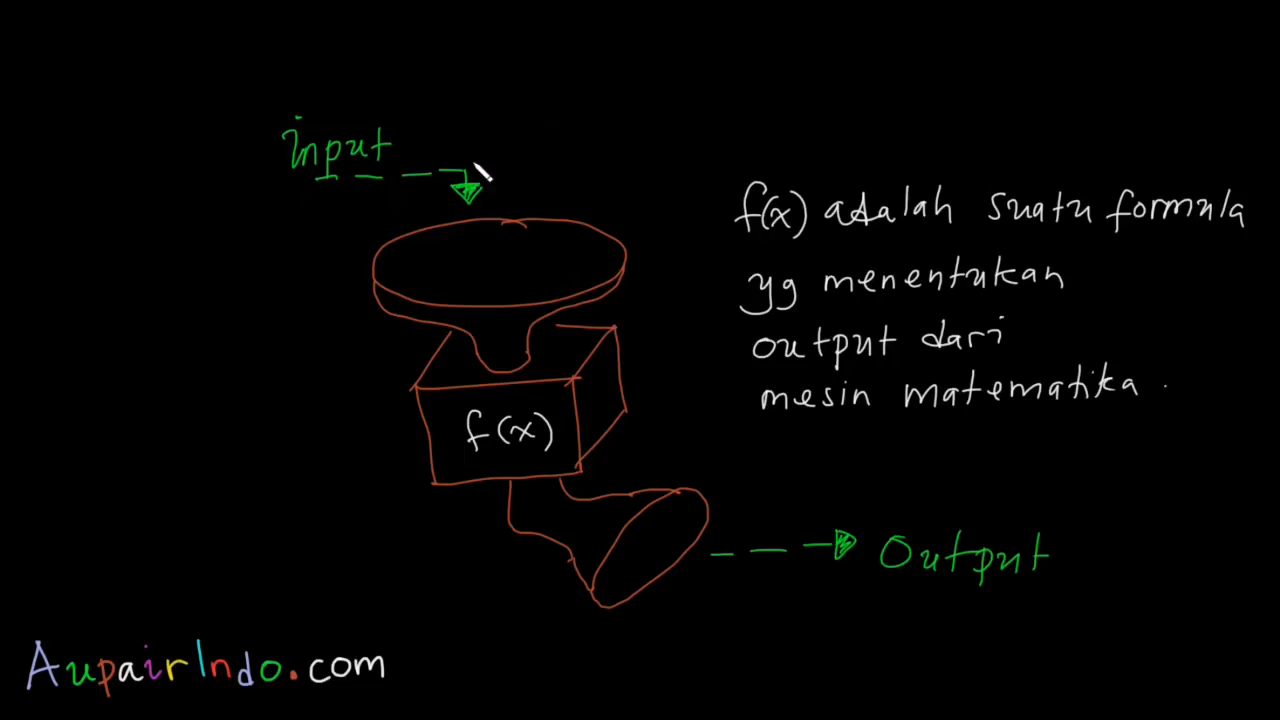 input
f(x) adalah suatu formula
yg menentukan
output dari
mesin matematika.
f(x)
Output
AupairIndo.com